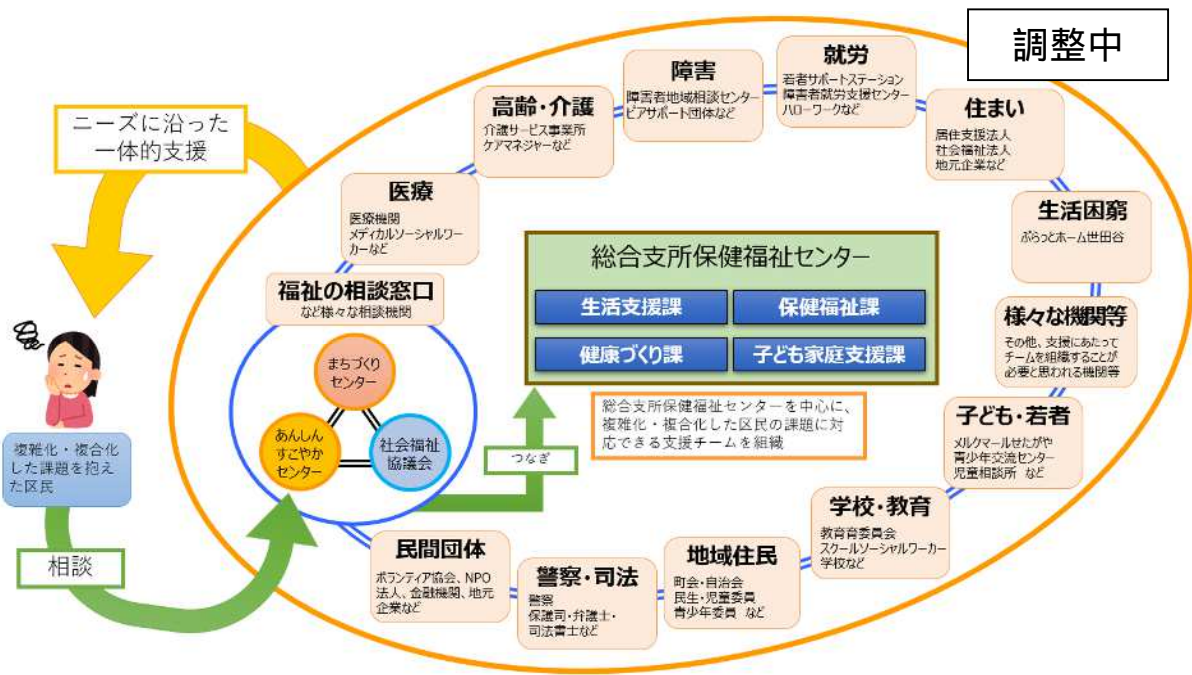 調整中
ニーズに沿った
一体的支援
就労
若者サポートステーション
障害者就労支援センター
ハローワークなど
障害
障害者地域相談センター
ピアサポート団体など
高齢・介護
介護サービス事業所
ケアマネジャーなど
住まい
居住支援法人
社会福祉法人
地元企業など
医療
医療機関
メディカルソーシャルワー
カーなど
生活困窮
ぷらっとホーム世田谷
総合支所保健福祉センター
生活支援課
保健福祉課
健康づくり課
子ども家庭支援課
福祉の相談窓口
など様々な相談機関
まちづくり
センター
あんしん
すこやか
センター
社会福祉
協議会
様々な機関等
その他、支援にあたって
チームを組織することが
必要と思われる機関等
総合支所保健福祉センターを中心に、
複雑化・複合化した区民の課題に対
応できる支援チームを組織
つなぎ
複雑化・複合化
した課題を抱え
た区民
相談
子ども・若者
メルクマールせたがや
青少年交流センター
児童相談所 など
学校・教育
教育育委員会
スクールソーシャルワーカー
学校など
地域住民
町会・自治会
民生・児童委員
青少年委員 など
警察・司法
警察
保護司・弁護士・
司法書士など
民間団体
ボランティア協会、NPO
法人、金融機関、地元
企業など